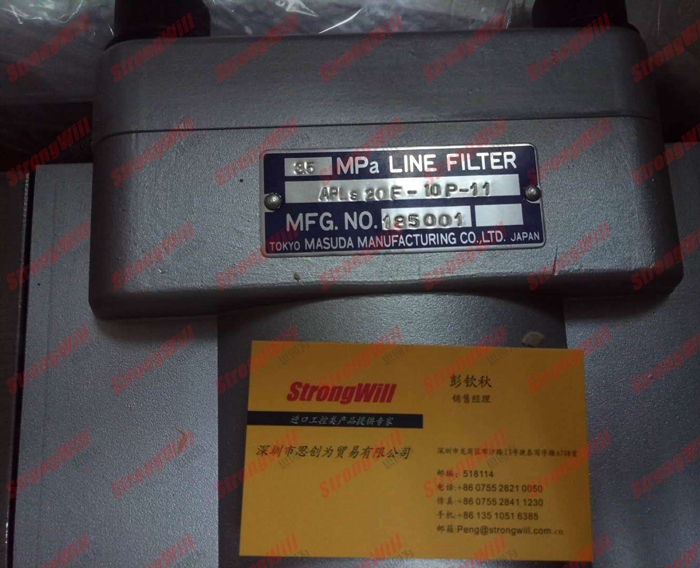 35 MPa LINE FILTER
APLs 20F-10P-11
MFG. NO. 185001
TOKYO MASUDA MANUFACTURING CO.,LTD. JAPAN
StrongWill
进口工控类产品提供专家
深圳市思创为贸易有限公司
彭钦秋
销售经理
邮编:518114
电话:+86 0755 2821 0050
传真:+86 0755 2841 1230
手机:+86 135 1051 6385
邮箱 Peng@strongwill.com.cn